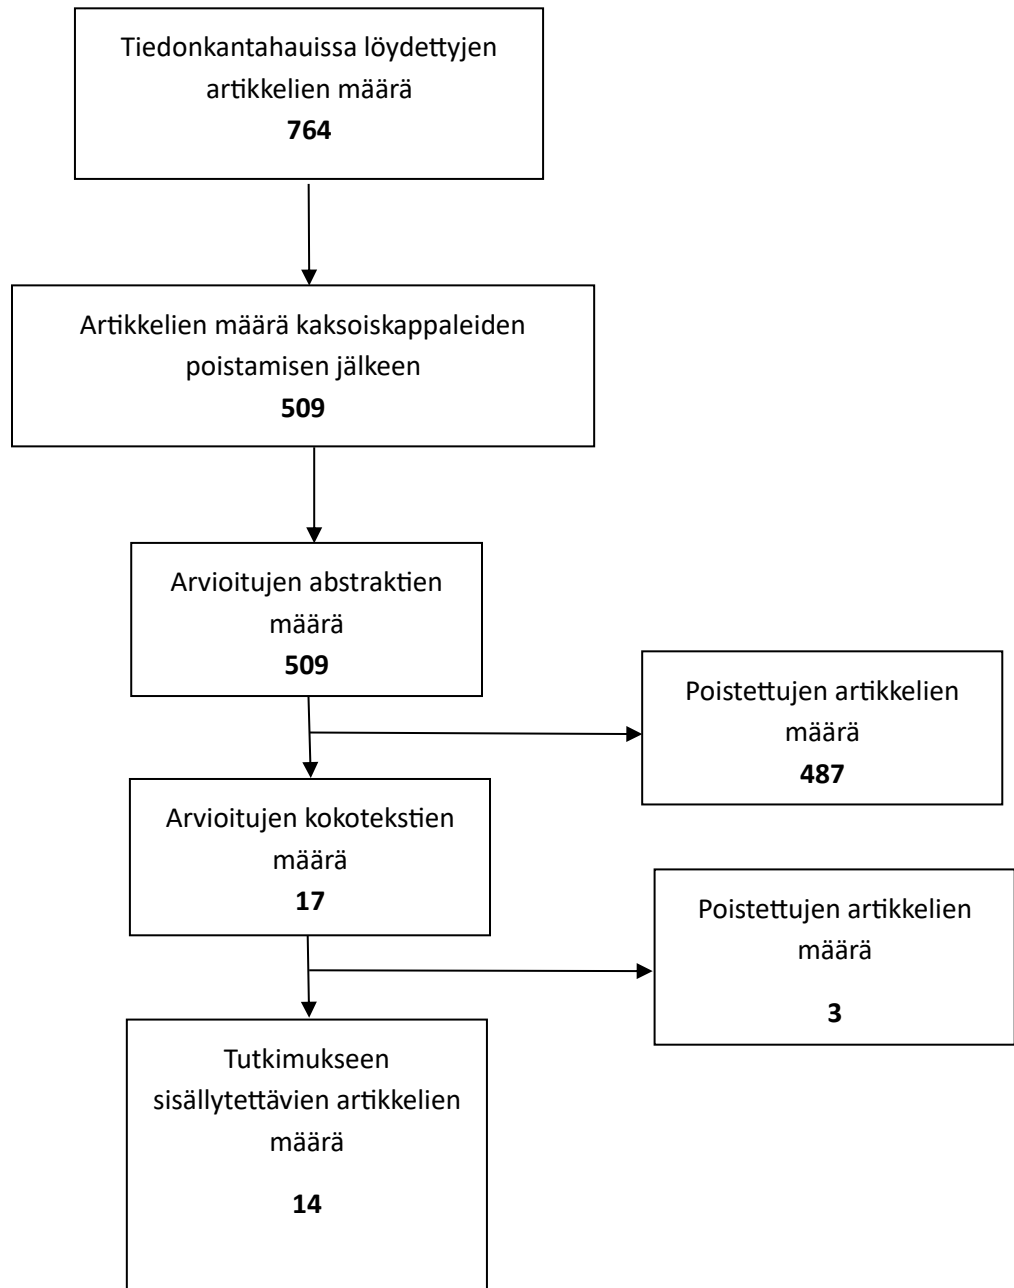 Tiedonkantahauissa löydettyjen
artikkelien määrä
764
Artikkelien määrä kaksoiskappaleiden
poistamisen jälkeen
509
Arvioitujen abstraktien
määrä
509
Poistettujen artikkelien
määrä
487
Arvioitujen kokotekstien
määrä
17
Poistettujen artikkelien
määrä
3
Tutkimukseen
sisällytettävien artikkelien
määrä
14